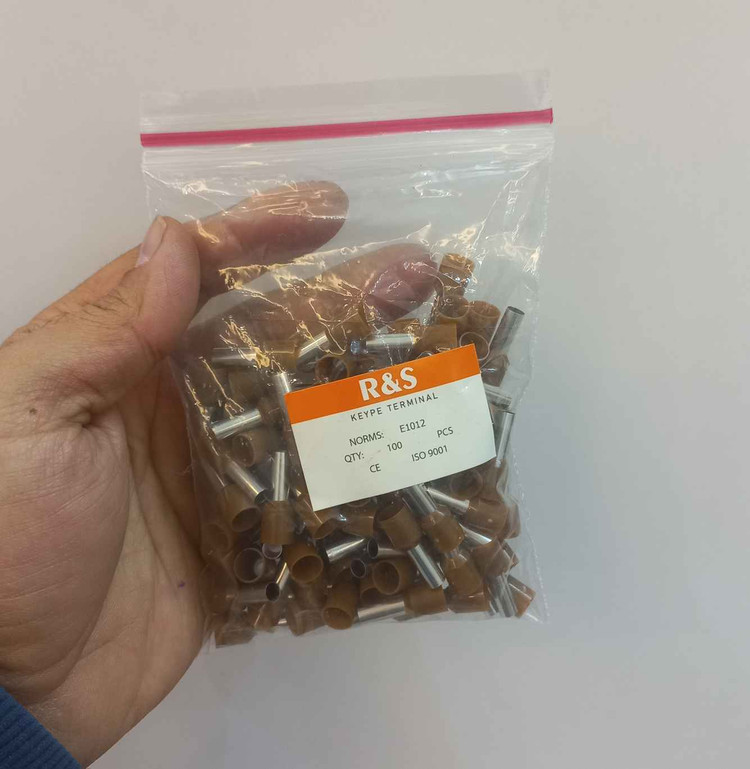 R&S
KEYPE TERMINAL
NORMS: E1012
QTY: 100 PCS
CE ISO 9001